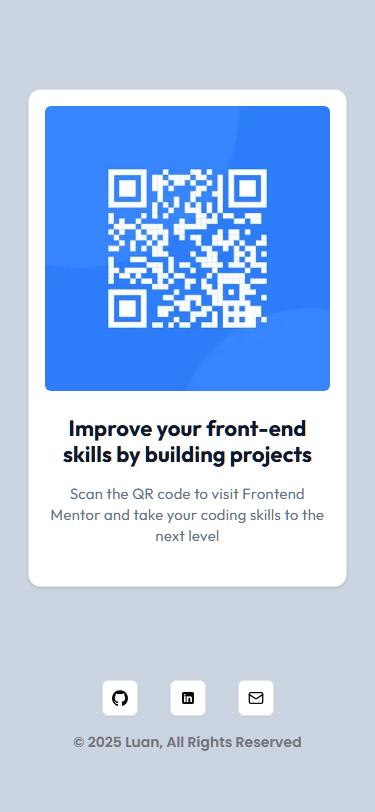 Improve your front-end
skills by building projects
Scan the QR code to visit Frontend
Mentor and take your coding skills to the
next level
in
© 2025 Luan, All Rights Reserved